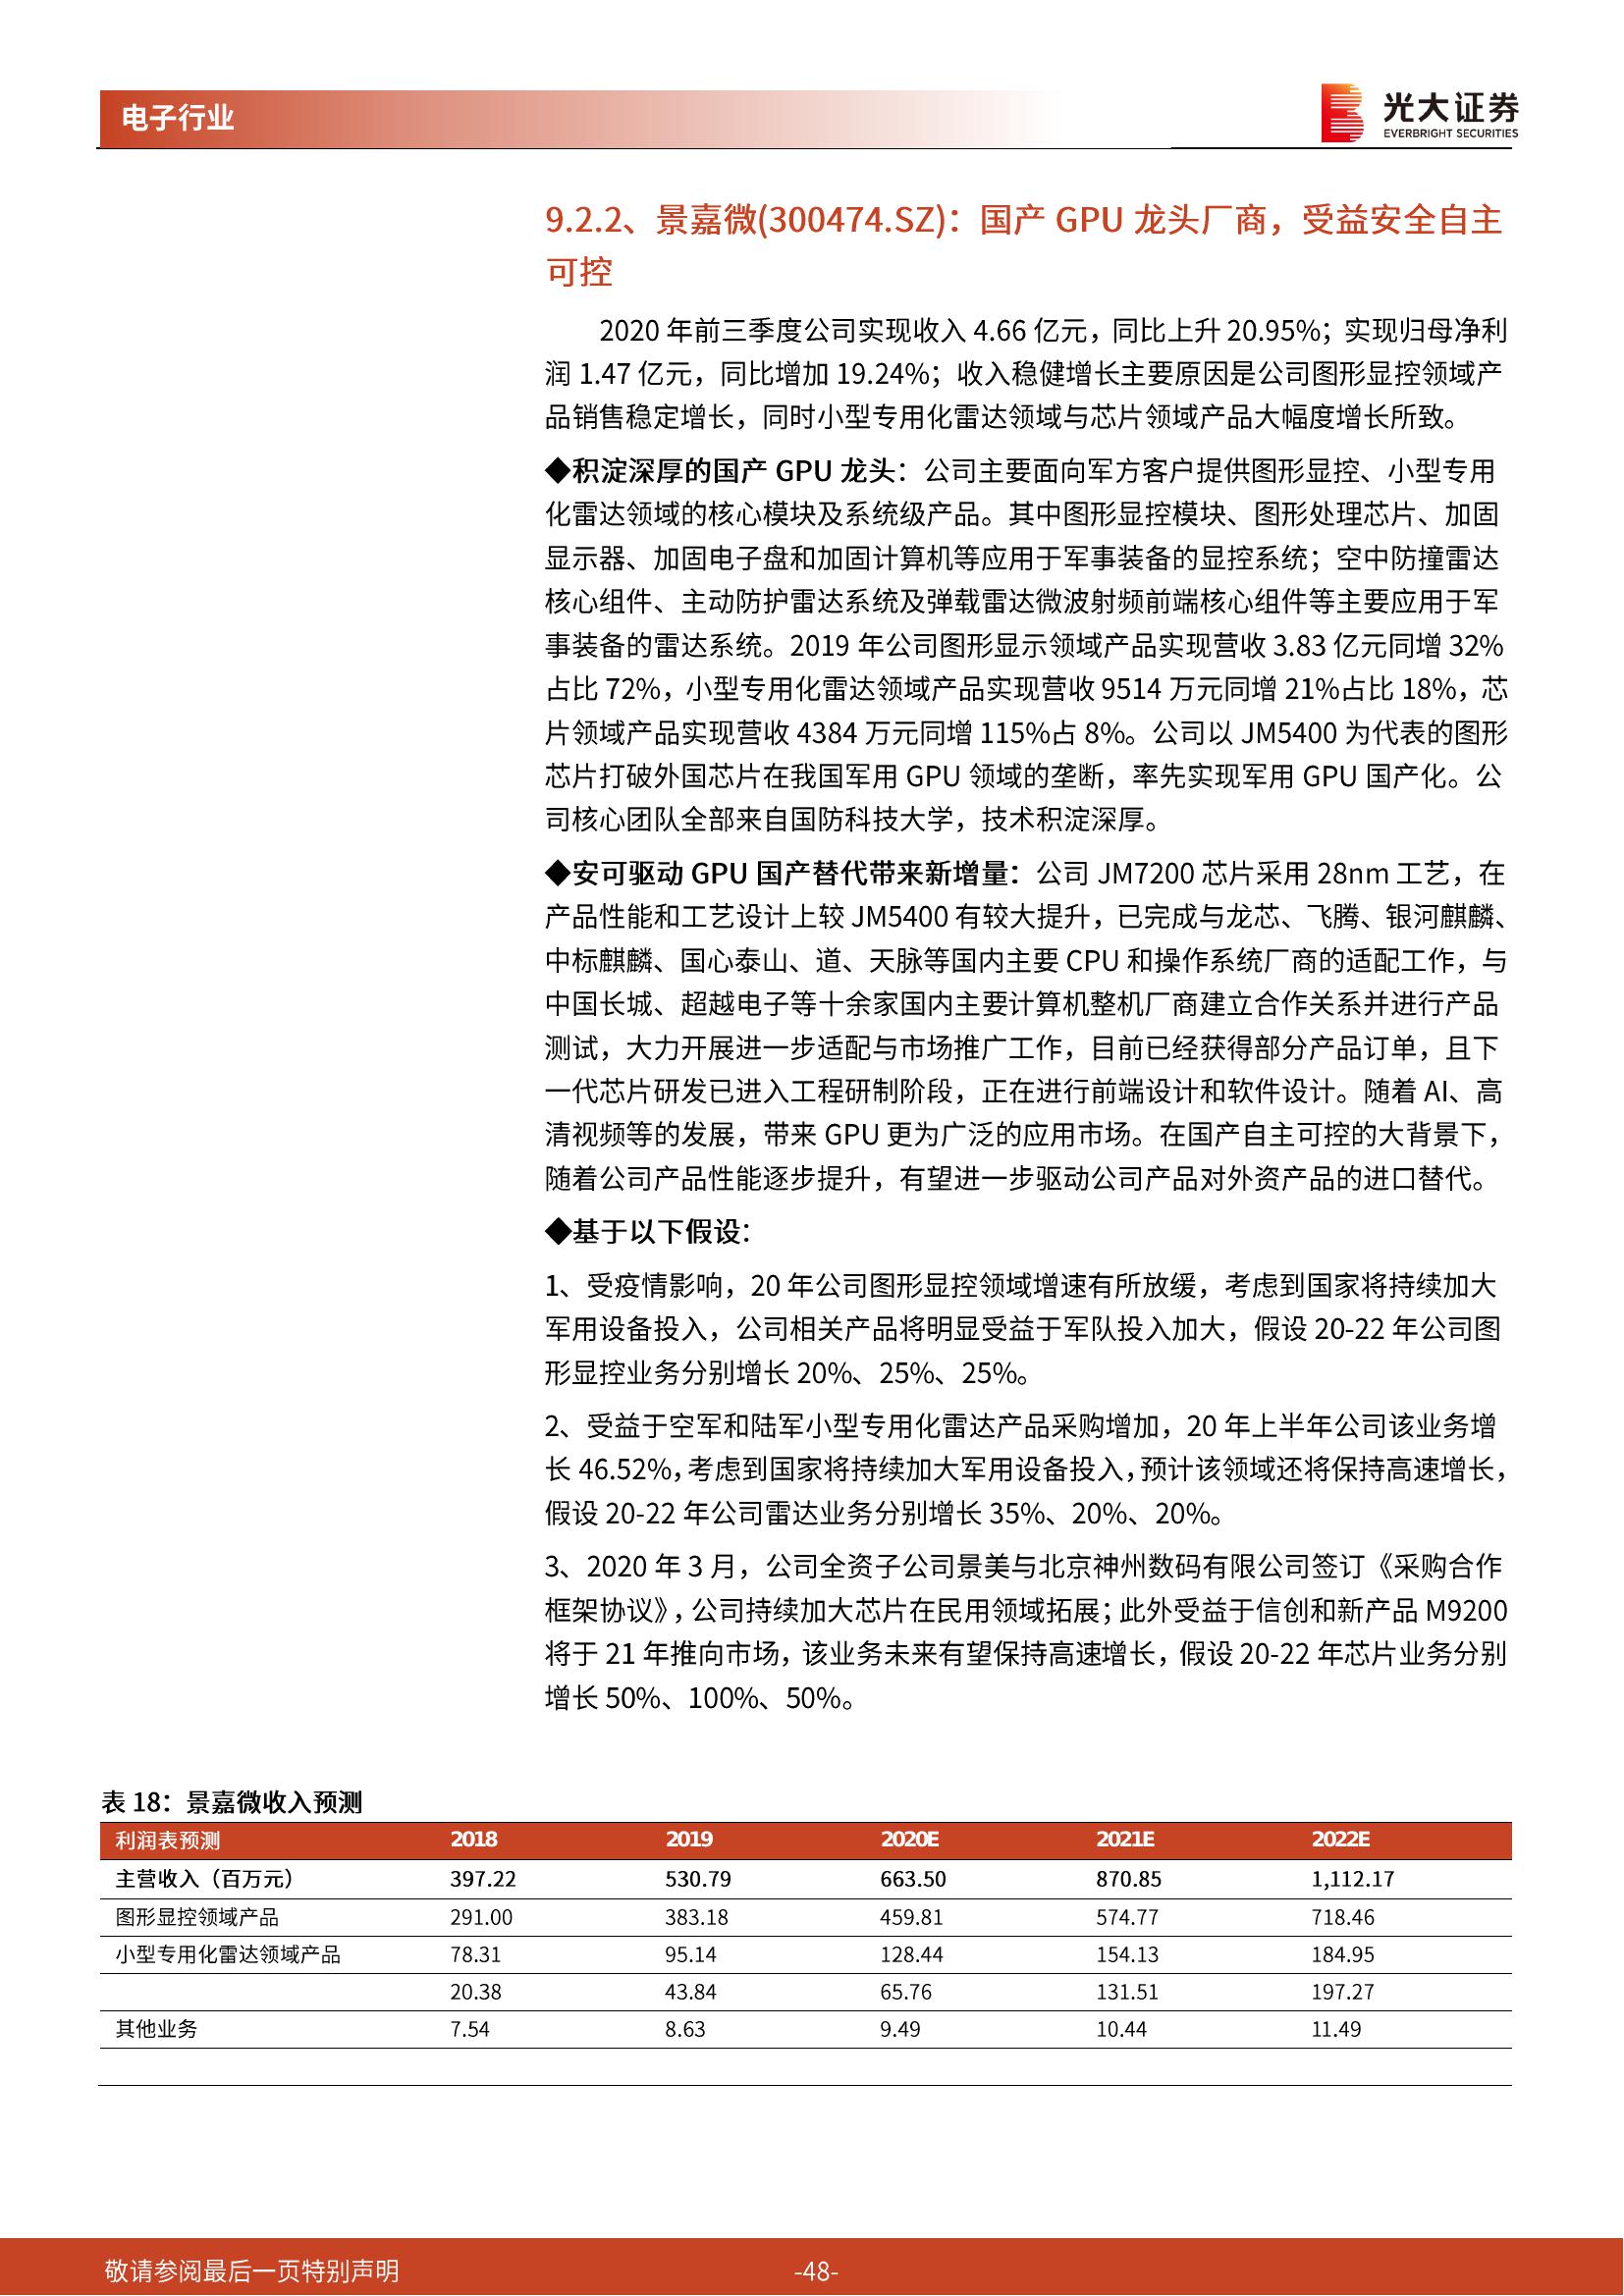 电子行业
光大证券
EVERBRIGHT SECURITIES
9.2.2、景嘉微(300474.SZ)：国产 GPU 龙头厂商，受益安全自主
可控
2020 年前三季度公司实现收入 4.66 亿元，同比上升 20.95%；实现归母净利
润 1.47 亿元，同比增加 19.24%；收入稳健增长主要原因是公司图形显控领域产
品销售稳定增长，同时小型专用化雷达领域与芯片领域产品大幅度增长所致。
◆积淀深厚的国产 GPU 龙头：公司主要面向军方客户提供图形显控、小型专用
化雷达领域的核心模块及系统级产品。其中图形显控模块、图形处理芯片、加固
显示器、加固电子盘和加固计算机等应用于军事装备的显控系统；空中防撞雷达
核心组件、主动防护雷达系统及弹载雷达微波射频前端核心组件等主要应用于军
事装备的雷达系统。2019 年公司图形显示领域产品实现营收 3.83 亿元同增 32%
占比 72%，小型专用化雷达领域产品实现营收 9514 万元同增 21%占比 18%，芯
片领域产品实现营收 4384 万元同增 115%占 8%。公司以 JM5400 为代表的图形
芯片打破外国芯片在我国军用 GPU 领域的垄断，率先实现军用 GPU 国产化。公
司核心团队全部来自国防科技大学，技术积淀深厚。
◆安可驱动 GPU 国产替代带来新增量：公司 JM7200 芯片采用 28nm 工艺，在
产品性能和工艺设计上较 JM5400 有较大提升，已完成与龙芯、飞腾、银河麒麟、
中标麒麟、国心泰山、道、天脉等国内主要 CPU 和操作系统厂商的适配工作，与
中国长城、超越电子等十余家国内主要计算机整机厂商建立合作关系并进行产品
测试，大力开展进一步适配与市场推广工作，目前已经获得部分产品订单，且下
一代芯片研发已进入工程研制阶段，正在进行前端设计和软件设计。随着 AI、高
清视频等的发展，带来 GPU 更为广泛的应用市场。在国产自主可控的大背景下，
随着公司产品性能逐步提升，有望进一步驱动公司产品对外资产品的进口替代。
◆基于以下假设：
1、受疫情影响，20 年公司图形显控领域增速有所放缓，考虑到国家将持续加大
军用设备投入，公司相关产品将明显受益于军队投入加大，假设 20-22 年公司图
形显控业务分别增长 20%、25%、25%。
2、受益于空军和陆军小型专用化雷达产品采购增加，20 年上半年公司该业务增
长 46.52%，考虑到国家将持续加大军用设备投入，预计该领域还将保持高速增长，
假设 20-22 年公司雷达业务分别增长 35%、20%、20%。
3、2020 年 3 月，公司全资子公司景美与北京神州数码有限公司签订《采购合作
框架协议》，公司持续加大芯片在民用领域拓展；此外受益于信创和新产品 M9200
将于 21 年推向市场，该业务未来有望保持高速增长，假设 20-22 年芯片业务分别
增长 50%、100%、50%。
表 18：景嘉微收入预测
利润表预测 2018 2019 2020E 2021E 2022E
主营收入（百万元） 397.22 530.79 663.50 870.85 1,112.17
图形显控领域产品 291.00 383.18 459.81 574.77 718.46
小型专用化雷达领域产品 78.31 95.14 128.44 154.13 184.95
20.38 43.84 65.76 131.51 197.27
其他业务 7.54 8.63 9.49 10.44 11.49
敬请参阅最后一页特别声明 -48-